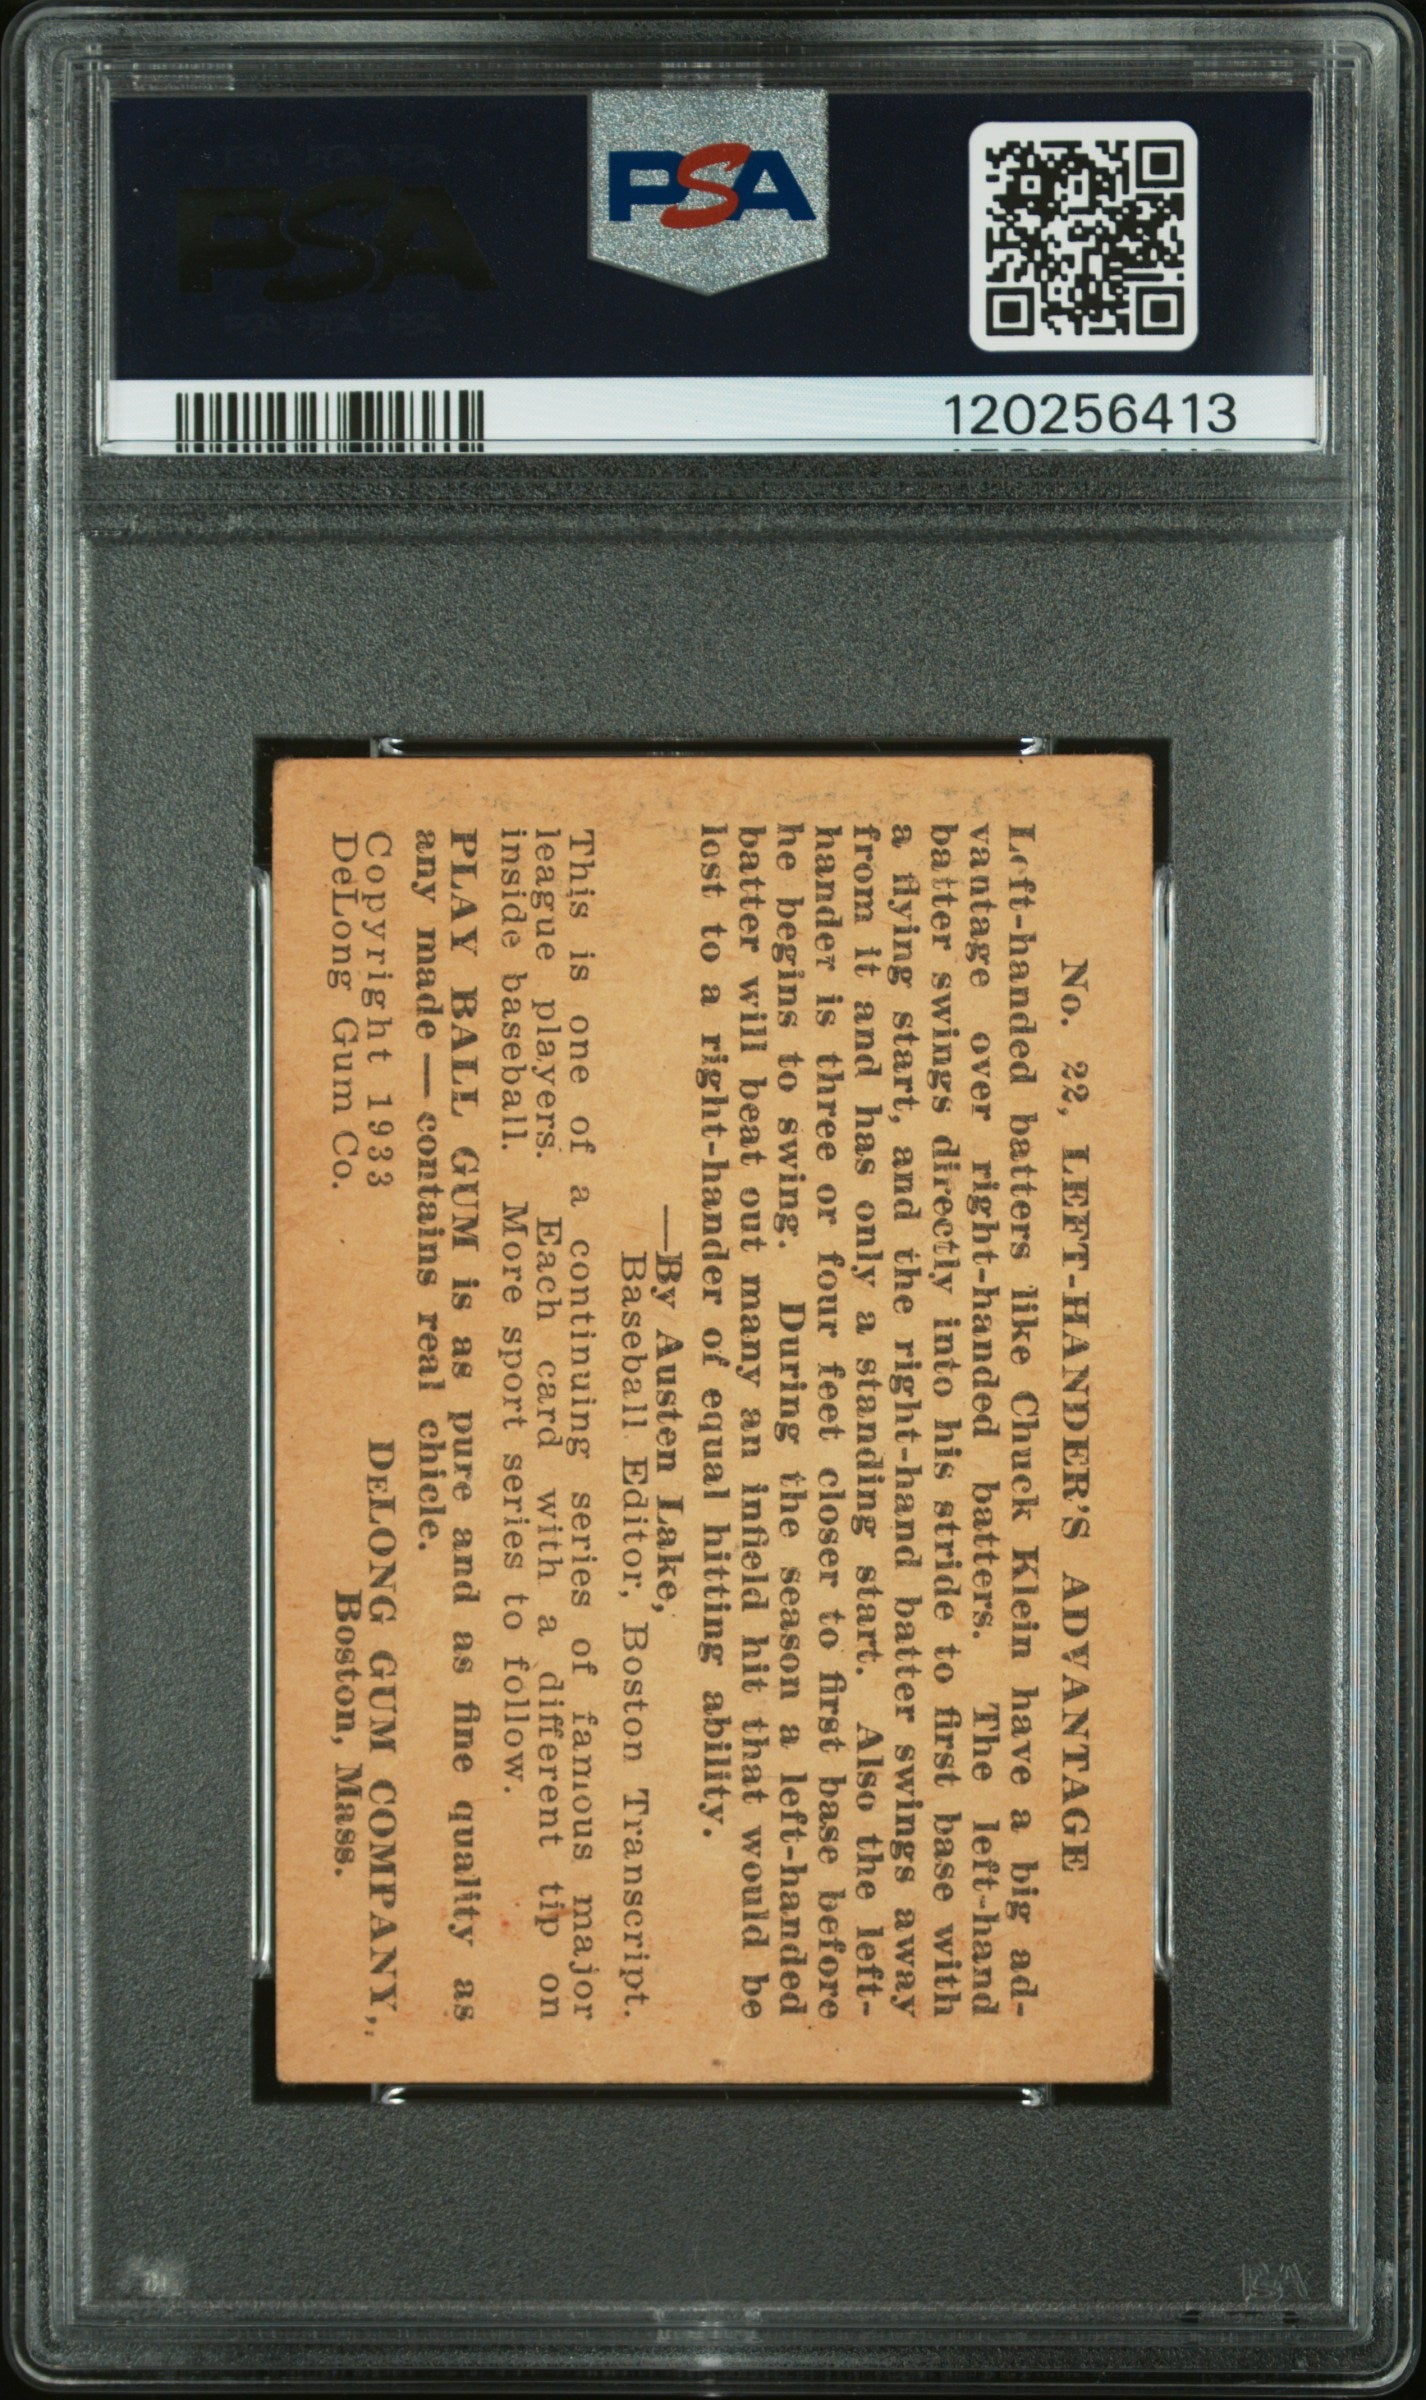 PSA
PSA
120256413
No. 22, LEFT-HANDER'S ADVANTAGE
Left-handed batters like Chuck Klein have a big ad-
vantage over right-handed batters. The left-hand
batter swings directly into his stride to first base with
a flying start, and the right-hand batter swings away
from it and has only a standing start. Also the left-
hander is three or four feet closer to first base before
he begins to swing. During the season a left-handed
batter will beat out many an infield hit that would be
lost to a right-hander of equal hitting ability.
—By Austen Lake,
Baseball Editor, Boston Transcript.
This is one of a continuing series of famous major
league players. Each card with a different tip on
inside baseball. More sport series to follow.
PLAY BALL GUM is as pure and as fine quality as
any made—contains real chicle.
DeLONG GUM COMPANY,
Boston, Mass.
Copyright 1933
DeLong Gum Co.